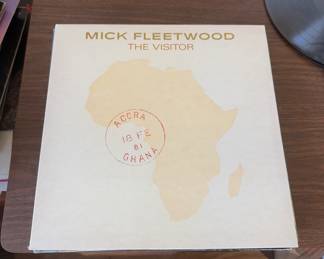 MICK FLEETWOOD
THE VISITOR
ACCRA
18 FE
81
GHANA